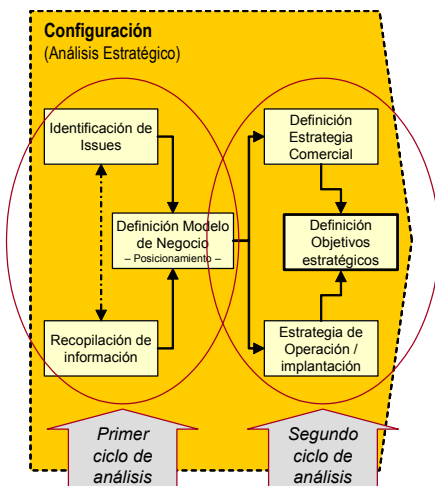 Configuración
(Análisis Estratégico)
Identificación de
Issues
Definición
Estrategia
Comercial
Definición Modelo
de Negocio
– Posicionamiento –
Definición
Objetivos
estratégicos
Recopilación de
información
Estrategia de
Operación /
implantación
Primer
ciclo de
análisis
Segundo
ciclo de
análisis